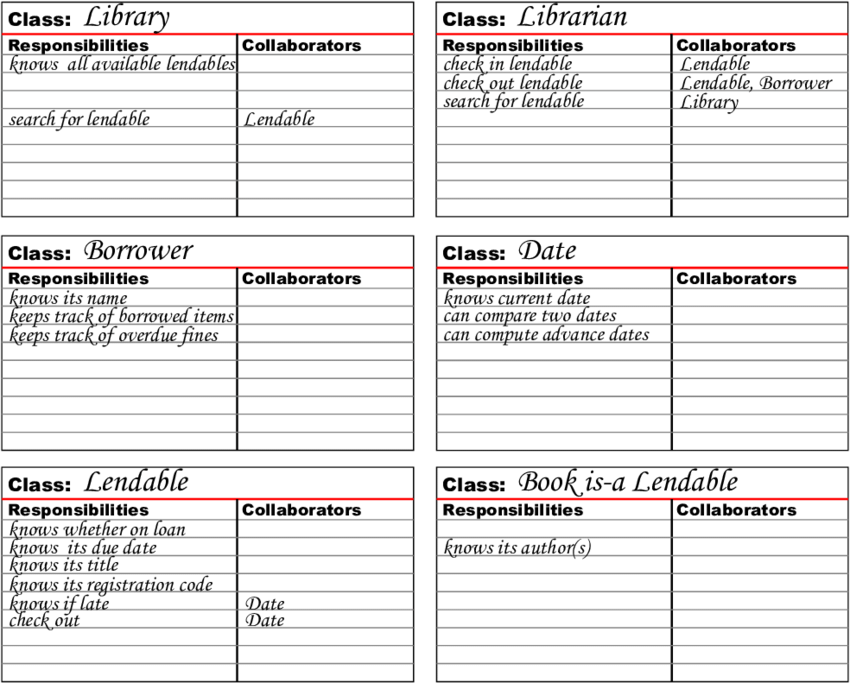 Class: Library
Responsibilities Collaborators
knows all available lendables
search for lendable Lendable
Class: Librarian
Responsibilities Collaborators
check in lendable Lendable
check out lendable Lendable, Borrower
search for lendable Library
Class: Borrower
Responsibilities Collaborators
knows its name
keeps track of borrowed items
keeps track of overdue fines
Class: Date
Responsibilities Collaborators
knows current date
can compare two dates
can compute advance dates
Class: Lendable
Responsibilities Collaborators
knows whether on loan
knows its due date
knows its title
knows its registration code
knows if late Date
check out Date
Class: Book is-a Lendable
Responsibilities Collaborators
knows its author(s)